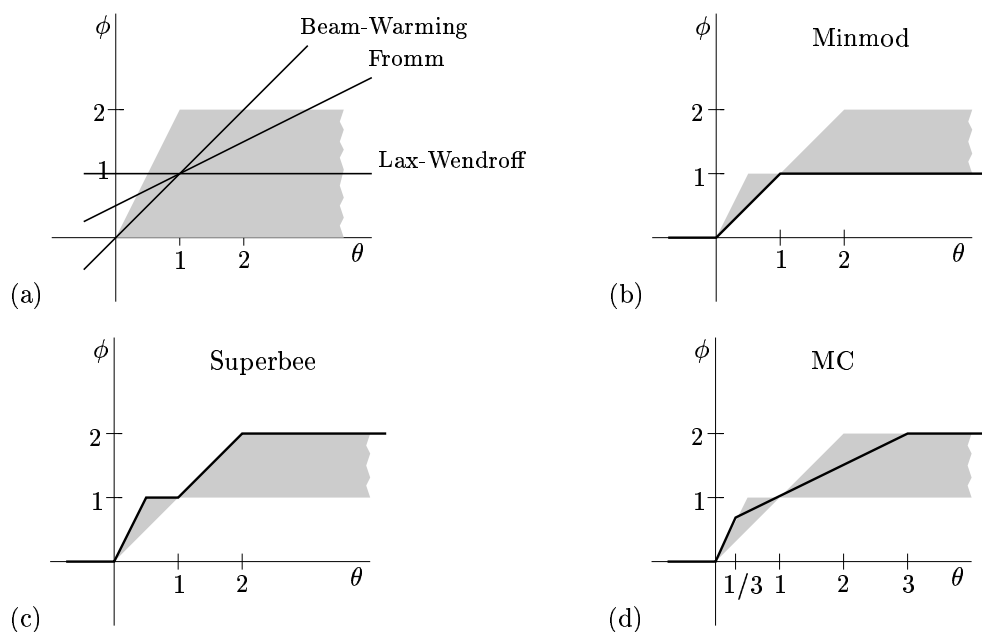 ϕ
Beam-Warming
Fromm
2
1
Lax-Wendroff
1
2
θ
(a)
ϕ
Minmod
2
1
1
2
θ
(b)
ϕ
Superbee
2
1
1
2
θ
(c)
ϕ
MC
2
1
1/3
1
2
3
θ
(d)